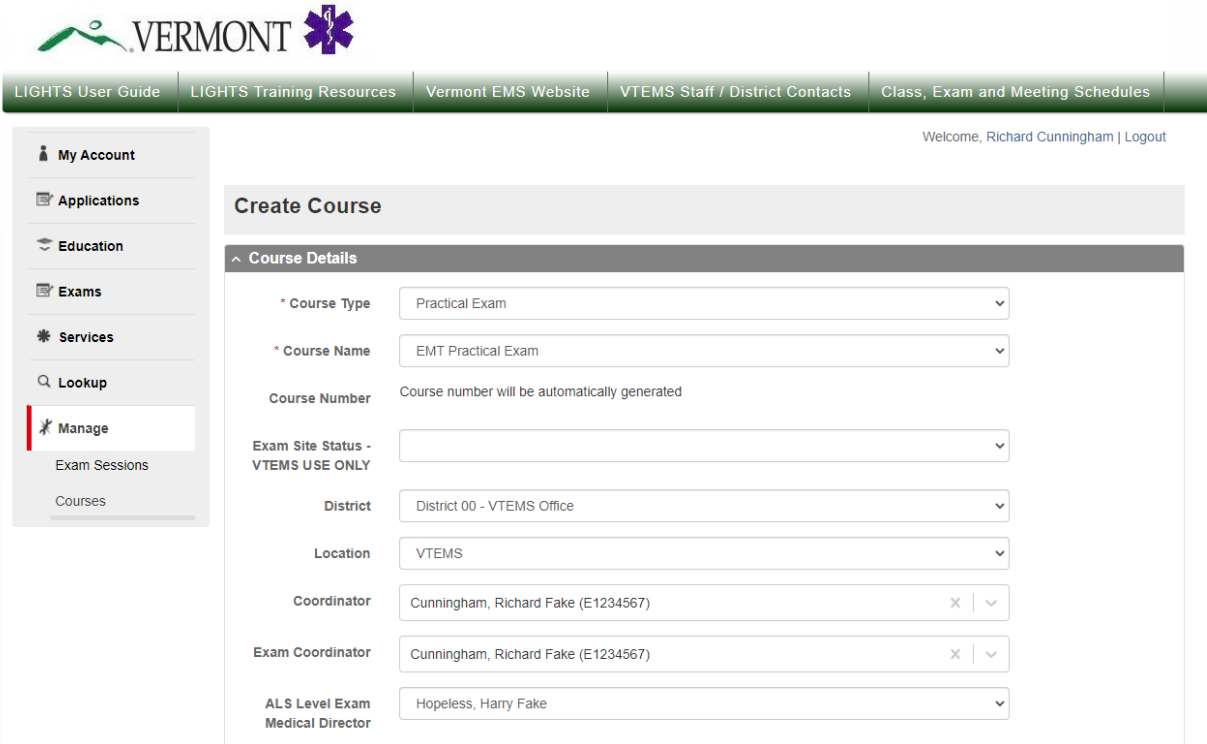 VERMONT
LIGHTS User Guide
LIGHTS Training Resources
Vermont EMS Website
VTEMS Staff / District Contacts
Class, Exam and Meeting Schedules
Welcome, Richard Cunningham | Logout
My Account
Applications
Education
Exams
Services
Lookup
Manage
Exam Sessions
Courses
Create Course
Course Details
* Course Type
Practical Exam
* Course Name
EMT Practical Exam
Course Number
Course number will be automatically generated
Exam Site Status -
VTEMS USE ONLY
District
District 00 - VTEMS Office
Location
VTEMS
Coordinator
Cunningham, Richard Fake (E1234567)
Exam Coordinator
Cunningham, Richard Fake (E1234567)
ALS Level Exam
Medical Director
Hopeless, Harry Fake